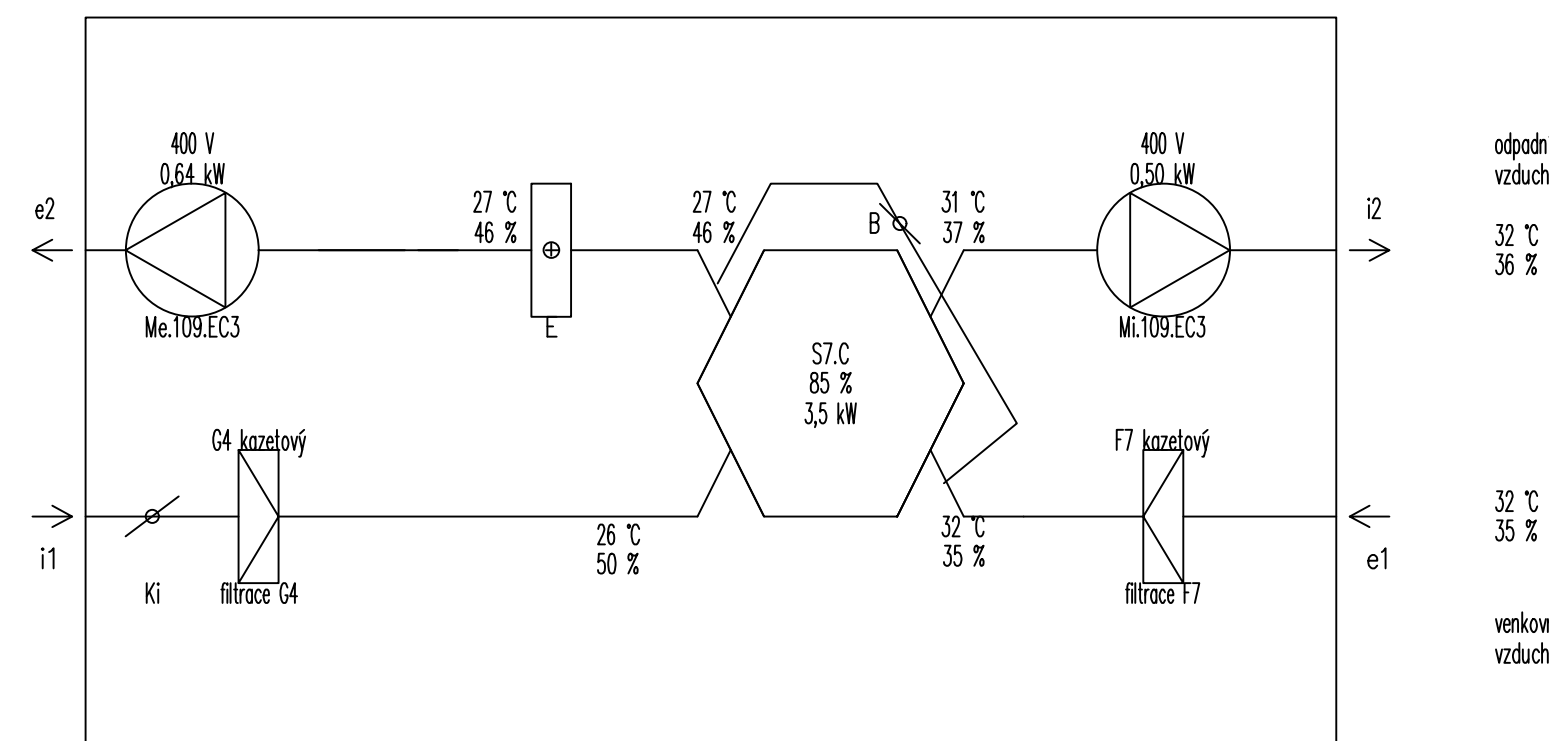 400 V
0,64 kW
e2
Me.109.EC3
27 °C
46 %
E
27 °C
46 %
B
31 °C
37 %
400 V
0,50 kW
Mi.109.EC3
i2
odpadn
vzduch
32 °C
36 %
S7.C
85 %
3,5 kW
G4 kazetový
i1
Ki
filtrace G4
26 °C
50 %
32 °C
35 %
F7 kazetový
filtrace F7
e1
32 °C
35 %
venkov
vzduch